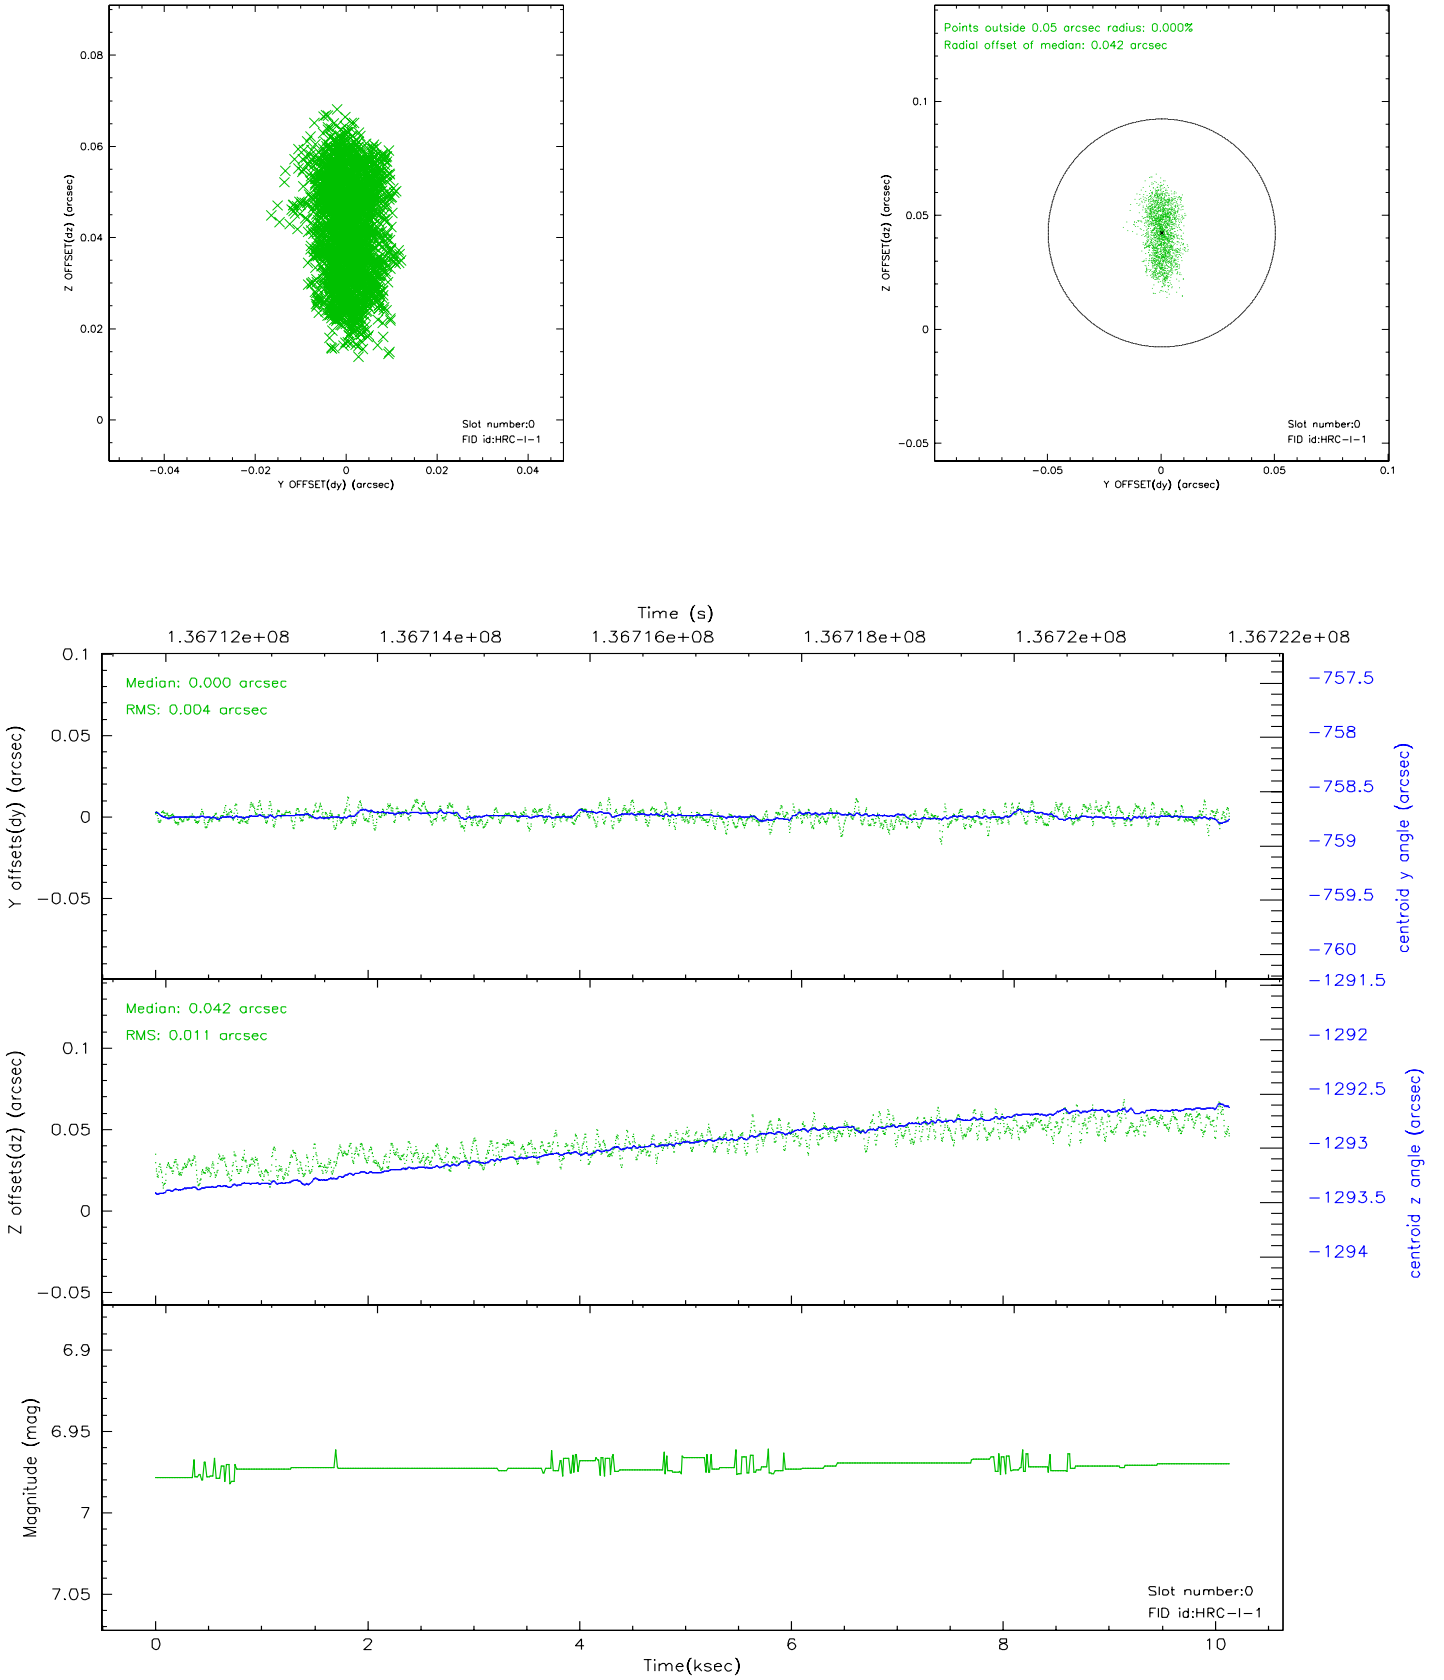 0.08
0.06
0.04
0.02
0
Z OFFSET(dz) (arcsec)
Slot number:0
FID id:HRC-I-1
-0.04 -0.02 0 0.02 0.04
Y OFFSET(dy) (arcsec)
Points outside 0.05 arcsec radius: 0.000%
Radial offset of median: 0.042 arcsec
0.1
0.05
0
-0.05
Z OFFSET(dz) (arcsec)
Slot number:0
FID id:HRC-I-1
-0.05 0 0.05 0.1
Y OFFSET(dy) (arcsec)
Time (s)
1.36712e+08 1.36714e+08 1.36716e+08 1.36718e+08 1.3672e+08 1.36722e+08
Median: 0.000 arcsec
RMS: 0.004 arcsec
0.1
0.05
0
-0.05
Y offsets(dy) (arcsec)
-757.5
-758
-758.5
-759
-759.5
-760
centroid y angle (arcsec)
Median: 0.042 arcsec
RMS: 0.011 arcsec
0.1
0.05
0
-0.05
Z offsets(dz) (arcsec)
-1291.5
-1292
-1292.5
-1293
-1293.5
-1294
centroid z angle (arcsec)
6.9
6.95
7
7.05
Magnitude (mag)
Slot number:0
FID id:HRC-I-1
0 2 4 6 8 10
Time(ksec)